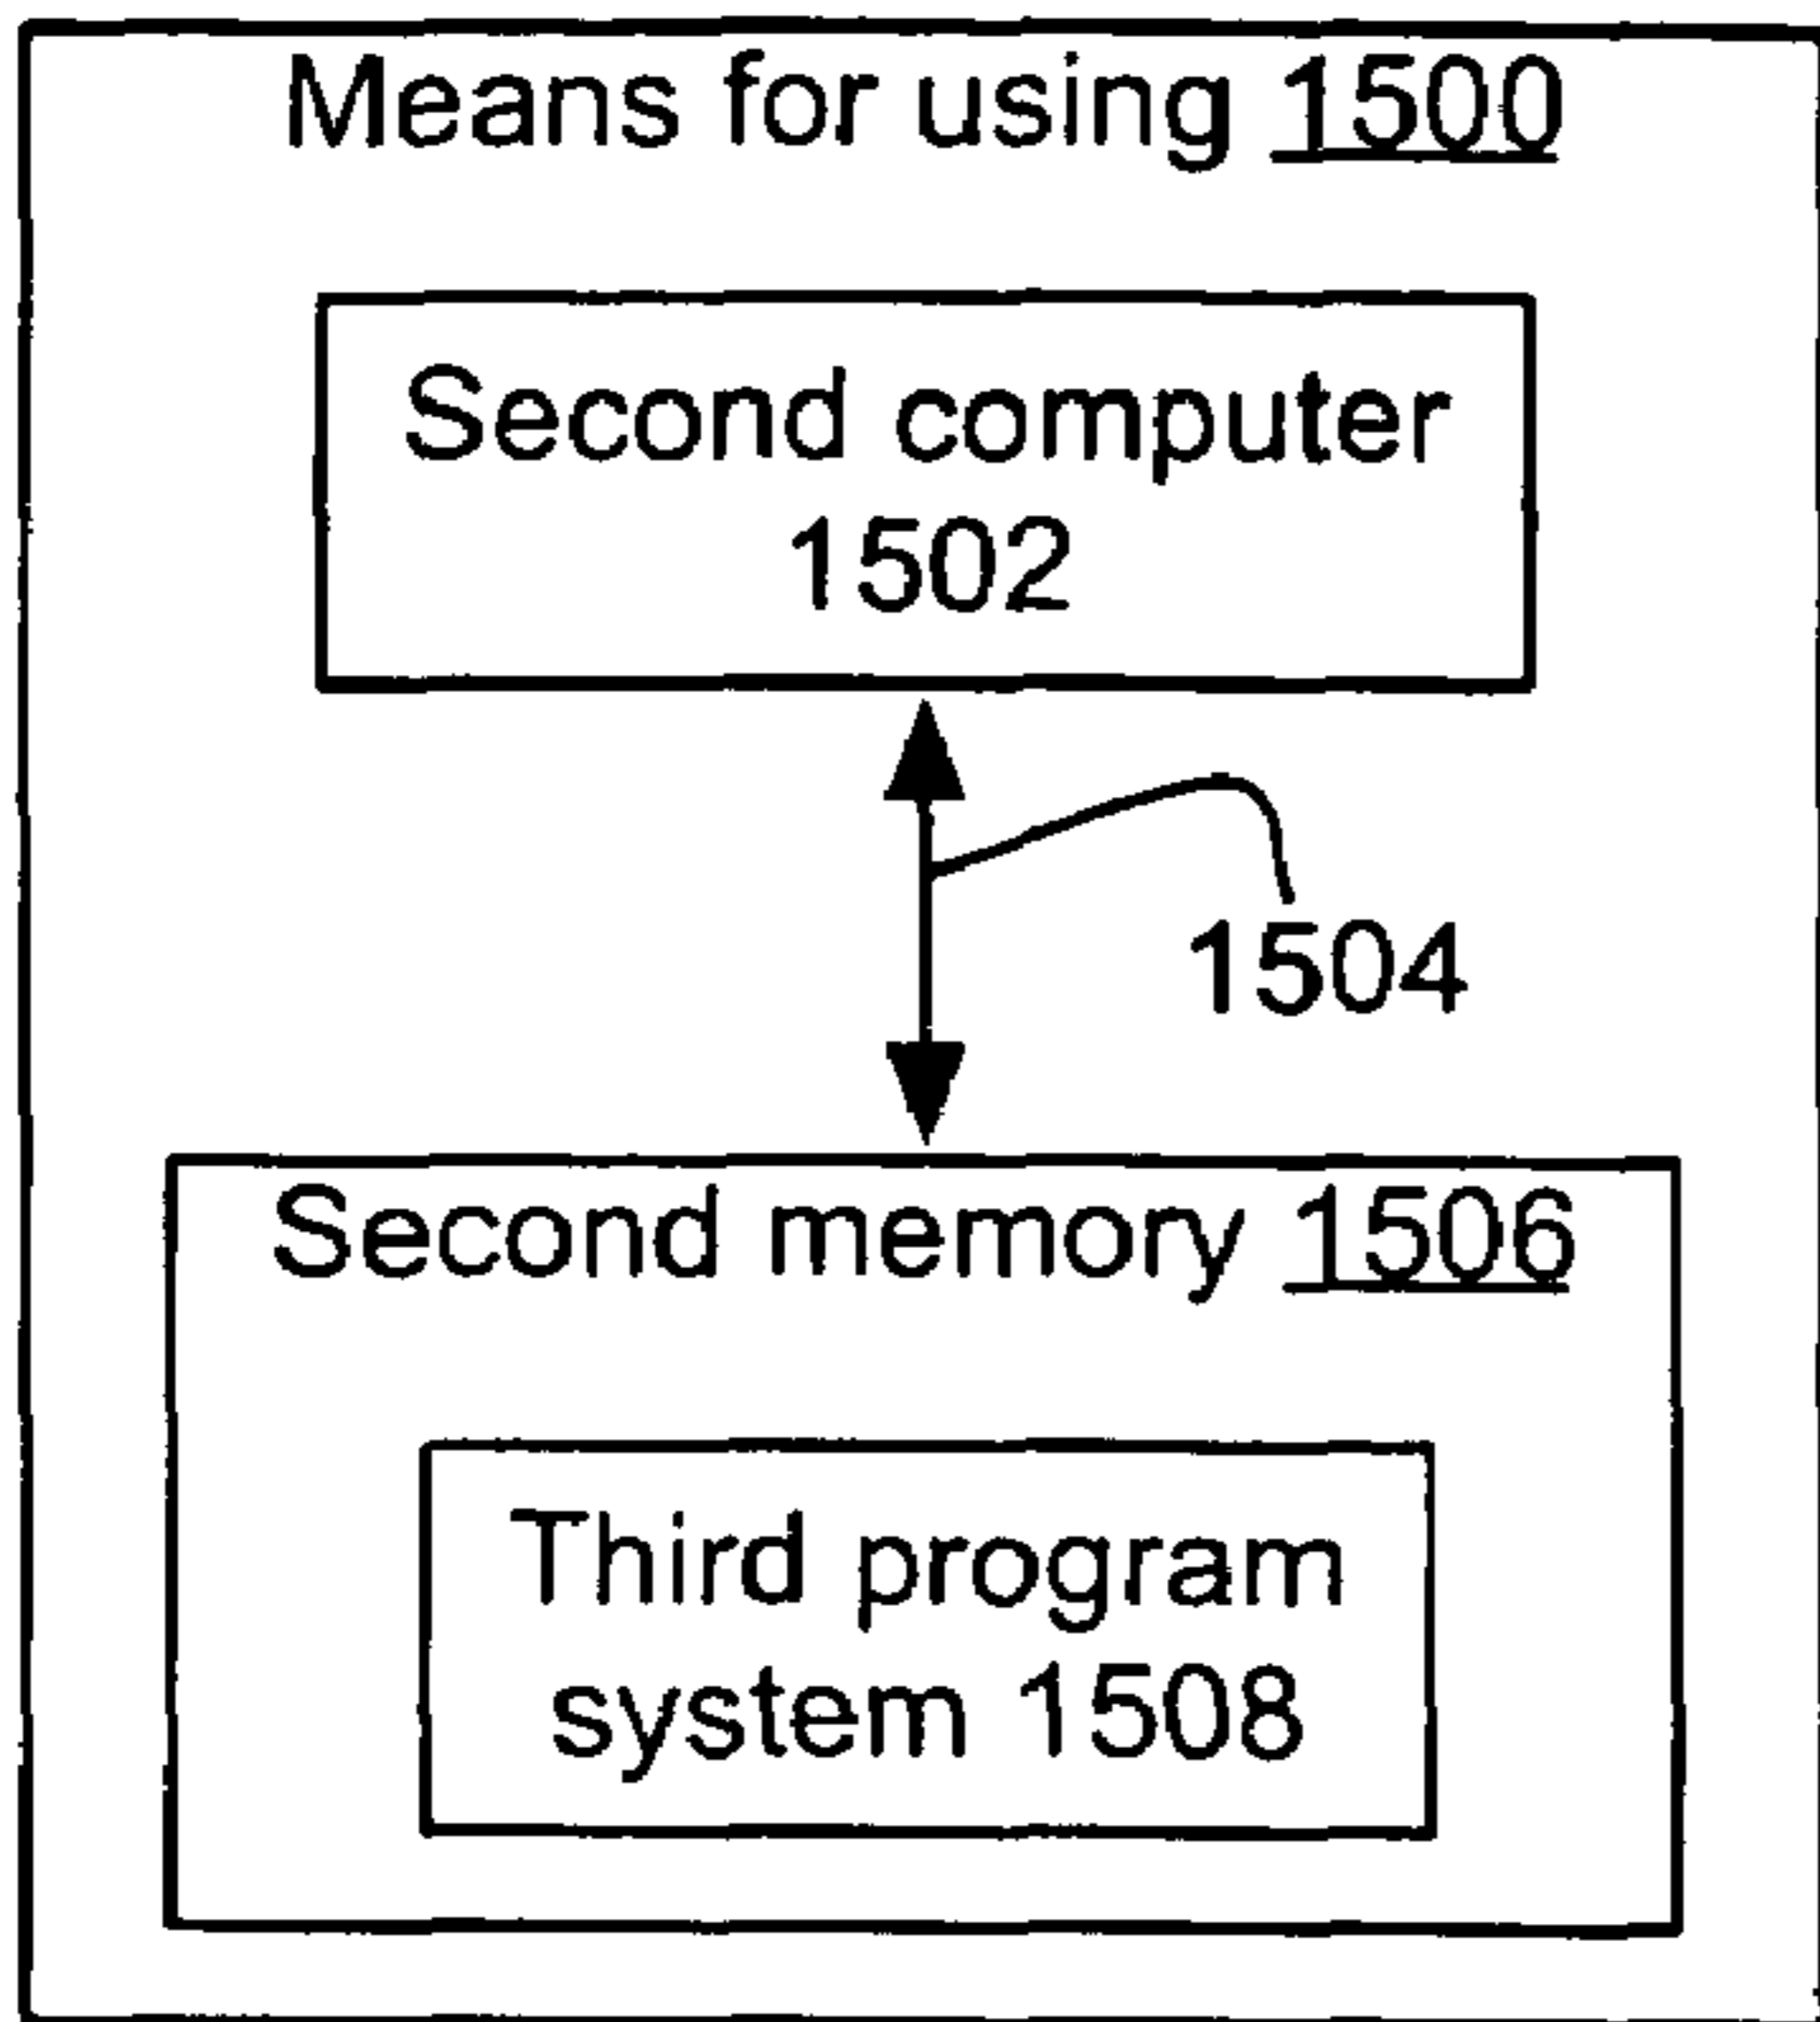 Means for using 1500
Second computer
1502
1504
Second memory 1506
Third program
system 1508